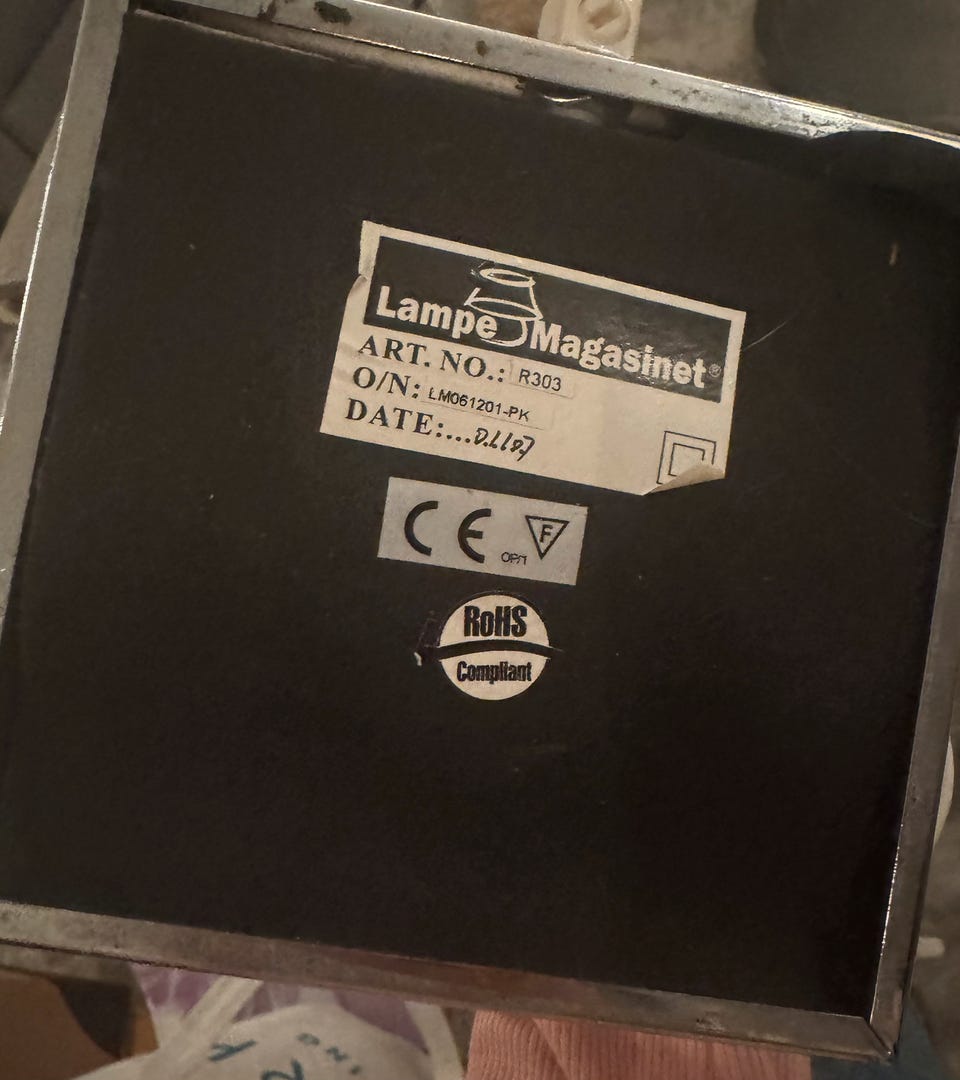 Lampe Magasinet®
ART. NO.: R303
O/N: LM061201-PK
DATE:...
CE F
RoHS
Compliant